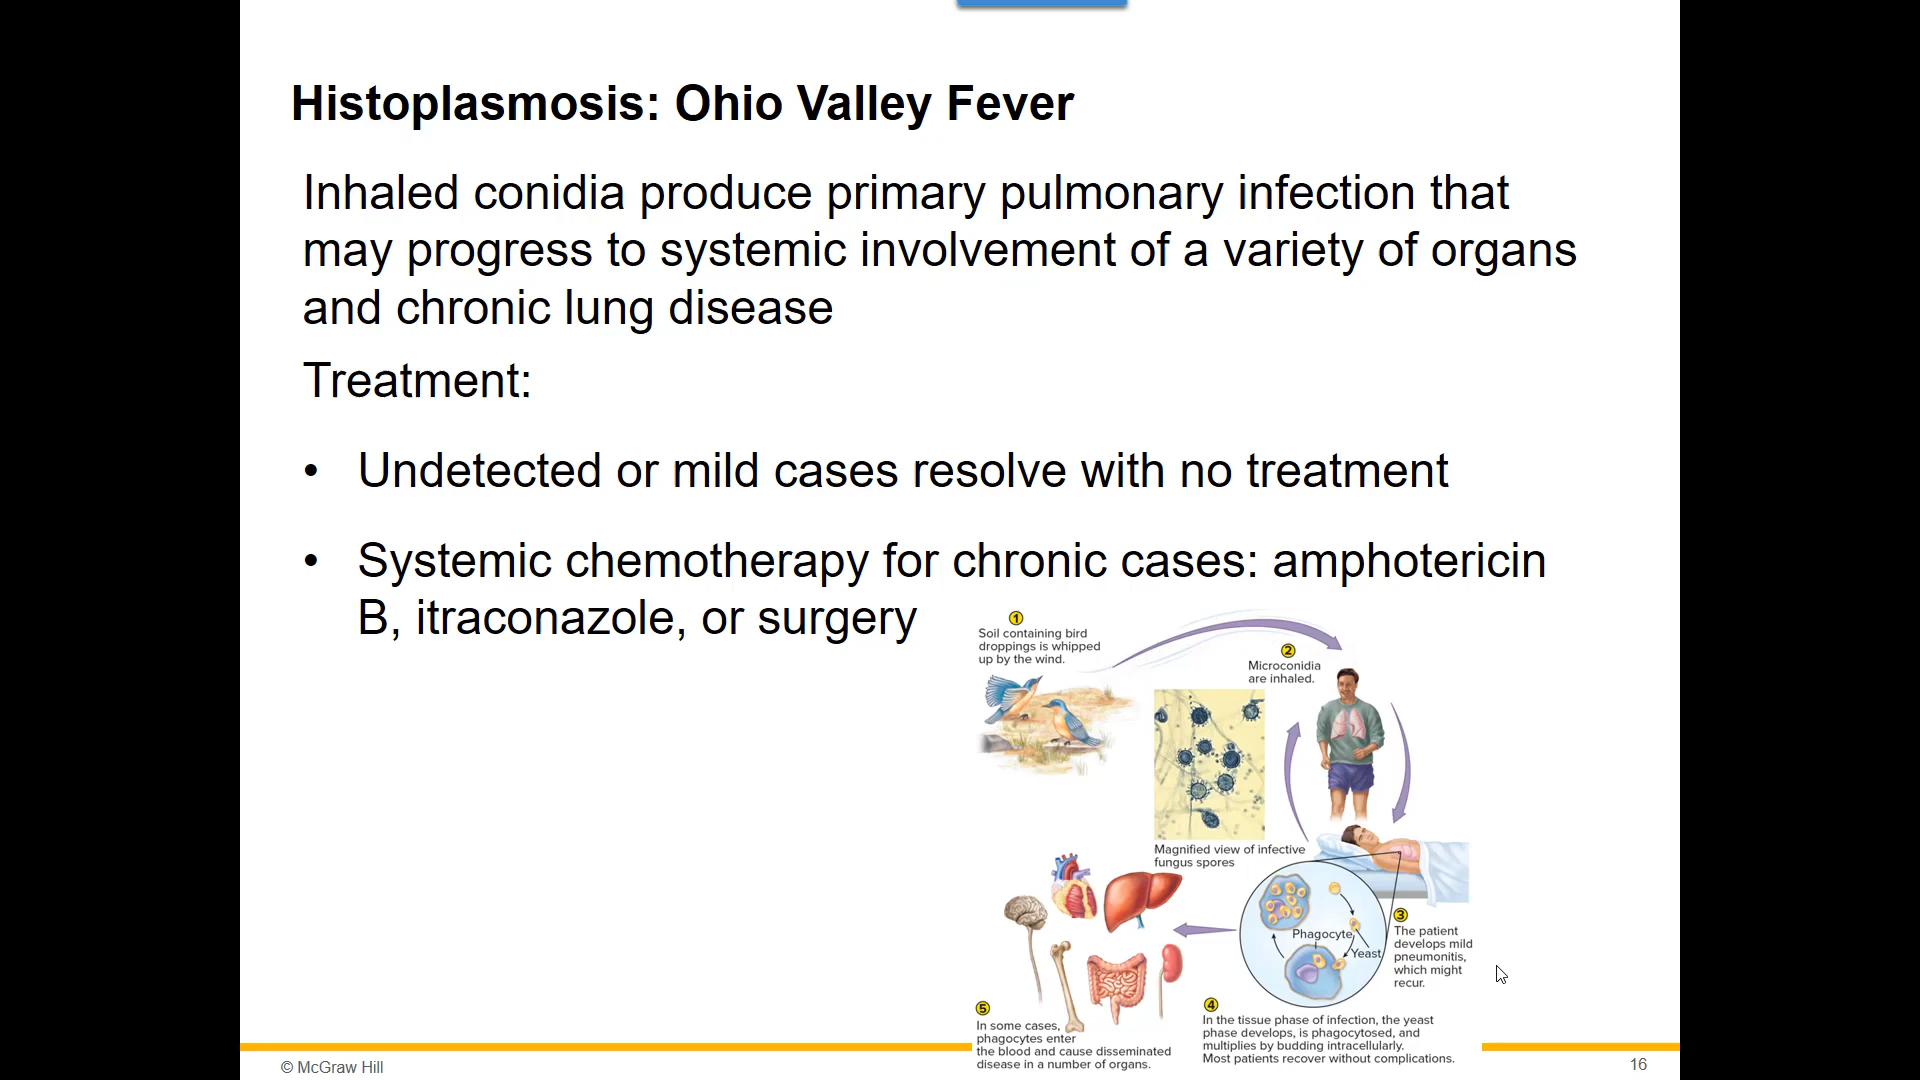 Histoplasmosis: Ohio Valley Fever
Inhaled conidia produce primary pulmonary infection that
may progress to systemic involvement of a variety of organs
and chronic lung disease
Treatment:
• Undetected or mild cases resolve with no treatment
• Systemic chemotherapy for chronic cases: amphotericin
B, itraconazole, or surgery
1
Soil containing bird
droppings is whipped
up by the wind.
2
Microconidia
are inhaled.
Magnified view of infective
fungus spores
Phagocyte
Yeast
3
The patient
develops mild
pneumonitis,
which might
recur.
4
In the tissue phase of infection, the yeast
phase develops, is phagocytosed, and
multiplies by budding intracellularly.
Most patients recover without complications.
5
In some cases,
phagocytes enter
the blood and cause disseminated
disease in a number of organs.
© McGraw Hill
16